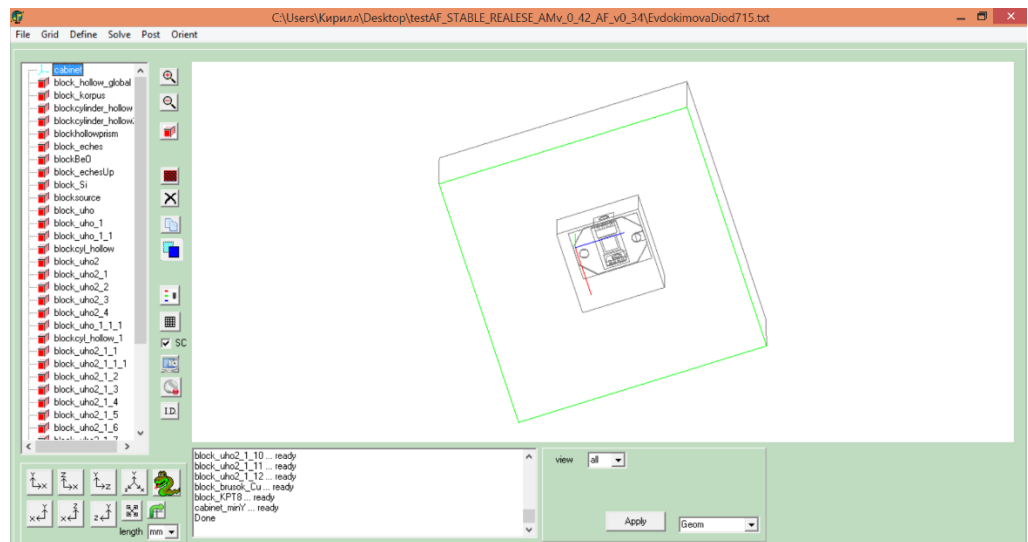 C:\Users\Кирилл\Desktop\testAF_STABLE_REALESE_AMv_0_42_AF_v0_34\EvdokimovaDiod715.txt
File Grid Define Solve Post Orient
cabinet
block_hollow_global
block_korpus
blockcylinder_hollow
blockcylinder_hollow
blockhollowprism
block_eches
blockBeO
block_echesUp
block_Si
blocksource
block_uho
block_uho_1
block_uho_1_1
blockcyl_hollow
block_uho2
block_uho2_1
block_uho2_2
block_uho2_3
block_uho2_4
block_uho_1_1_1
blockcyl_hollow_1
block_uho2_1_1
block_uho2_1_1_1
block_uho2_1_2
block_uho2_1_3
block_uho2_1_4
block_uho2_1_5
block_uho2_1_6
SC
I.D.
block_uho2_1_10 ... ready
block_uho2_1_11 ... ready
block_uho2_1_12 ... ready
block_brusok_Cu ... ready
block_KPT8 ... ready
cabinet_minY ... ready
Done
view all
Apply Geom
Y x Z x Y z Y
x Y x Z z Y
length mm